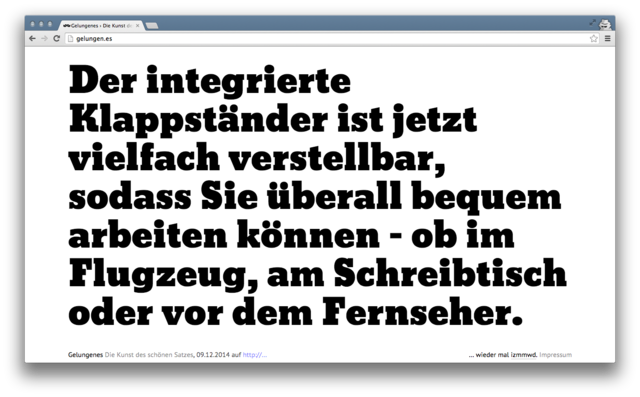 Gelungenes › Die Kunst de
gelungen.es
Der integrierte
Klappständer ist jetzt
vielfach verstellbar,
sodass Sie überall bequem
arbeiten können - ob im
Flugzeug, am Schreibtisch
oder vor dem Fernseher.
Gelungenes Die Kunst des schönen Satzes, 09.12.2014 auf http://... ... wieder mal izmmwd. Impressum